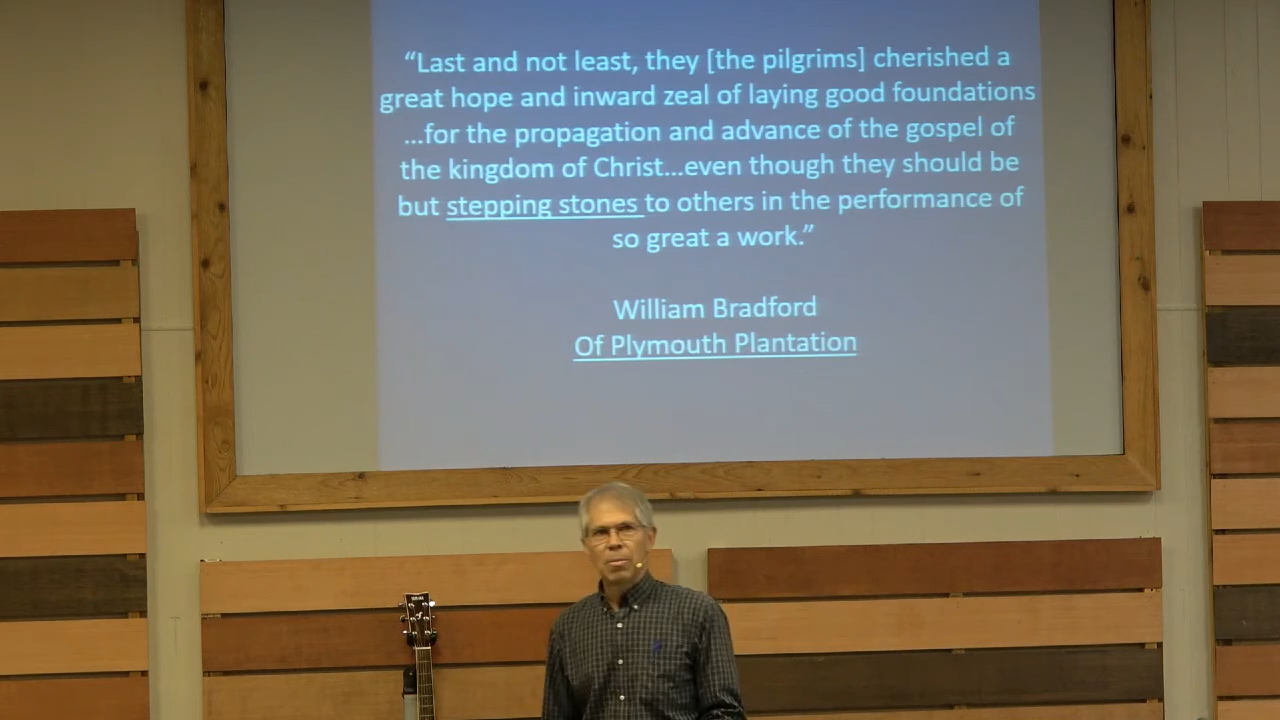 “Last and not least, they [the pilgrims] cherished a
great hope and inward zeal of laying good foundations
...for the propagation and advance of the gospel of
the kingdom of Christ...even though they should be
but stepping stones to others in the performance of
so great a work.”
William Bradford
Of Plymouth Plantation
YAMAHA